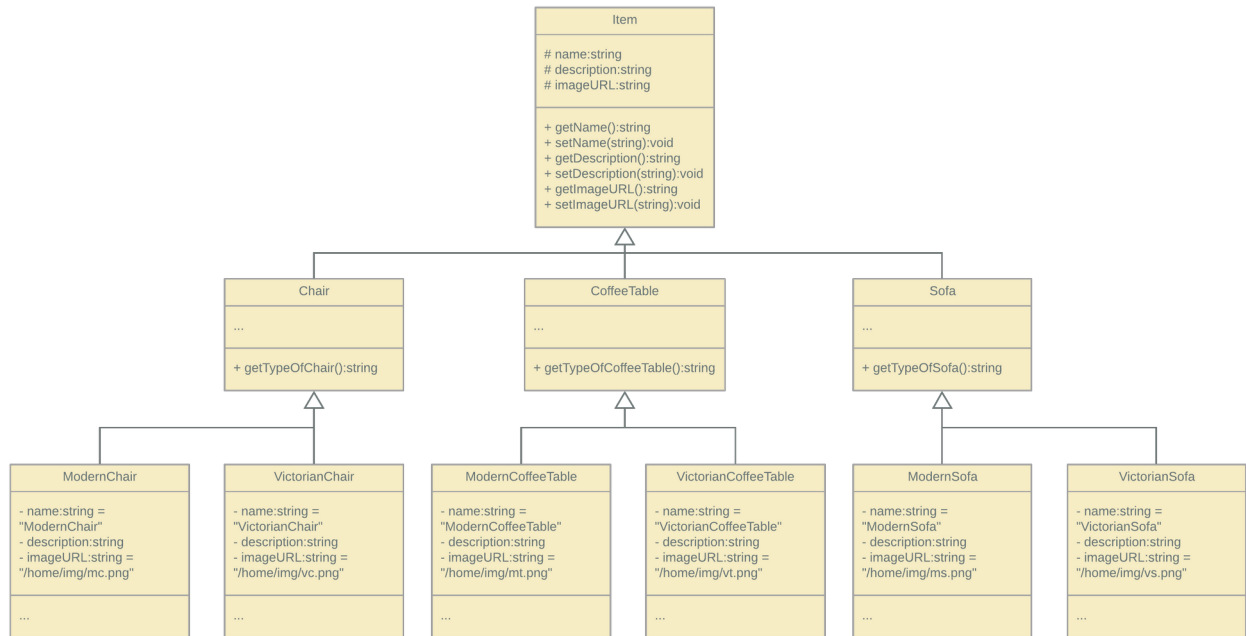 Item
# name:string
# description:string
# imageURL:string
+ getName():string
+ setName(string):void
+ getDescription():string
+ setDescription(string):void
+ getImageURL():string
+ setImageURL(string):void
Chair
...
+ getTypeOfChair():string
CoffeeTable
...
+ getTypeOfCoffeeTable():string
Sofa
...
+ getTypeOfSofa():string
ModernChair
- name:string =
"ModernChair"
- description:string
- imageURL:string =
"/home/img/mc.png"
...
VictorianChair
- name:string =
"VictorianChair"
- description:string
- imageURL:string =
"/home/img/vc.png"
...
ModernCoffeeTable
- name:string =
"ModernCoffeeTable"
- description:string
- imageURL:string =
"/home/img/mt.png"
...
VictorianCoffeeTable
- name:string =
"VictorianCoffeeTable"
- description:string
- imageURL:string =
"/home/img/vt.png"
...
ModernSofa
- name:string =
"ModernSofa"
- description:string
- imageURL:string =
"/home/img/ms.png"
...
VictorianSofa
- name:string =
"VictorianSofa"
- description:string
- imageURL:string =
"/home/img/vs.png"
...